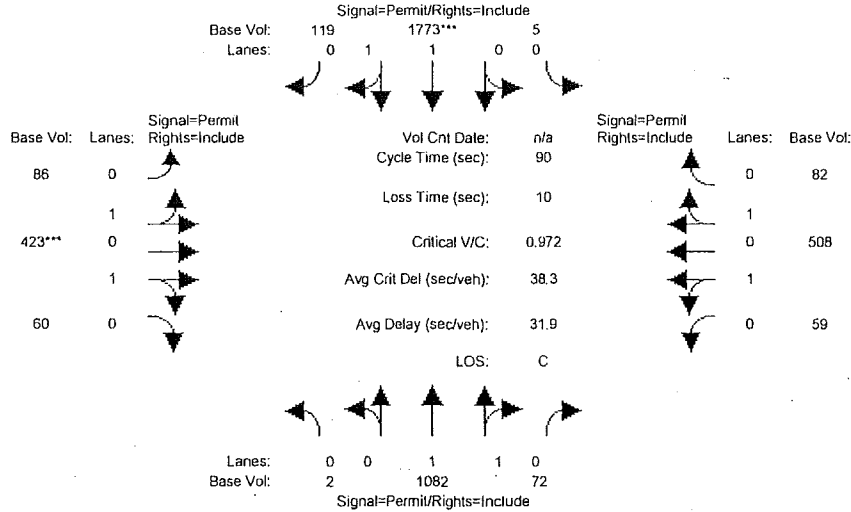 Signal=Permit/Rights=Include
Base Vol: 119 1773*** 5
Lanes: 0 1 1 0 0
Signal=Permit
Base Vol: Lanes: Rights=Include
Vol Cnt Date: n/a
Signal=Permit
Rights=Include Lanes: Base Vol:
Cycle Time (sec): 90
86 0
0 82
Loss Time (sec): 10
1
1
423*** 0
Critical V/C: 0.972
0 508
1
Avg Crit Del (sec/veh): 38.3
1
60 0
Avg Delay (sec/veh): 31.9
0 59
LOS: C
Lanes: 0 0 1 1 0
Base Vol: 2 1082 72
Signal=Permit/Rights=Include